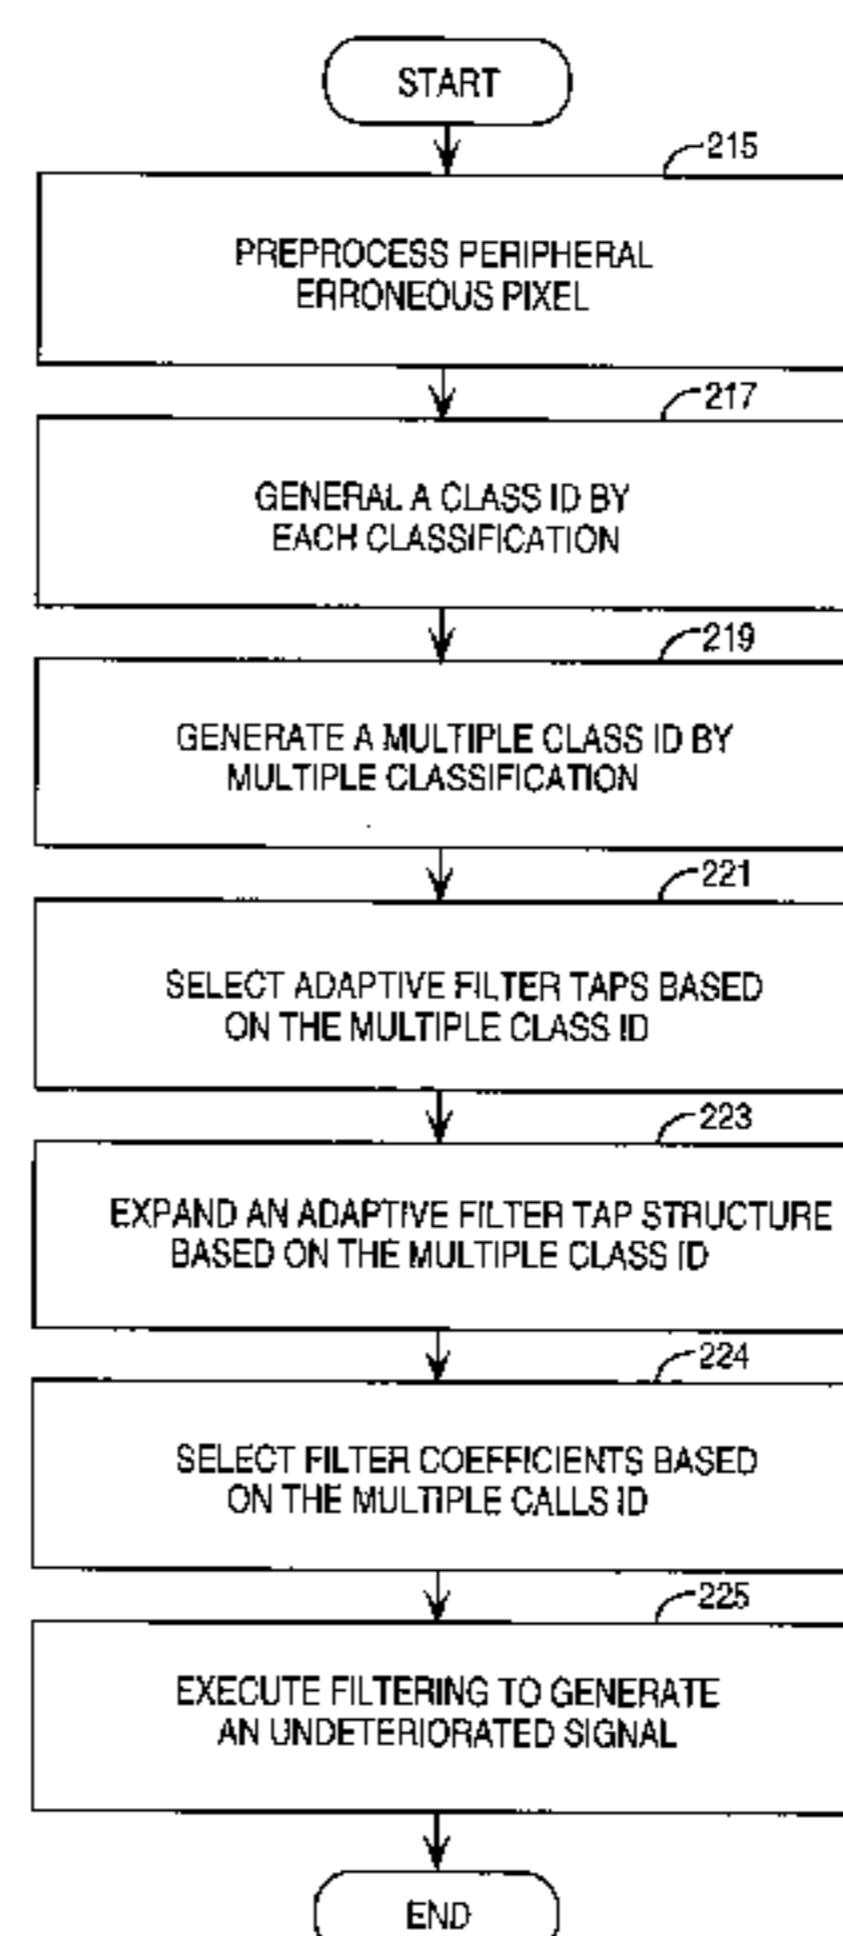 START
215
PREPROCESS PERIPHERAL
ERRONEOUS PIXEL
217
GENERAL A CLASS ID BY
EACH CLASSIFICATION
219
GENERATE A MULTIPLE CLASS ID BY
MULTIPLE CLASSIFICATION
221
SELECT ADAPTIVE FILTER TAPS BASED
ON THE MULTIPLE CLASS ID
223
EXPAND AN ADAPTIVE FILTER TAP STRUCTURE
BASED ON THE MULTIPLE CLASS ID
224
SELECT FILTER COEFFICIENTS BASED
ON THE MULTIPLE CALLS ID
225
EXECUTE FILTERING TO GENERATE
AN UNDETERIORATED SIGNAL
END